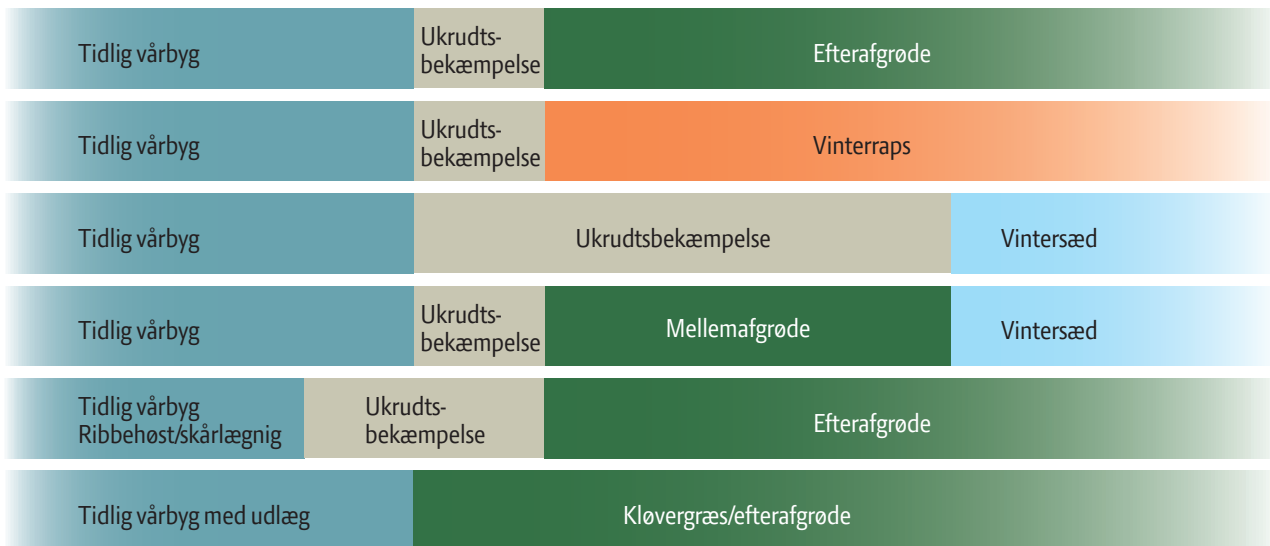 Tidlig vårbyg
Ukrudts-
bekæmpelse
Efterafgrøde
Tidlig vårbyg
Ukrudts-
bekæmpelse
Vinterraps
Tidlig vårbyg
Ukrudtsbekæmpelse
Vintersæd
Tidlig vårbyg
Ukrudts-
bekæmpelse
Mellemafgrøde
Vintersæd
Tidlig vårbyg
Ribbehøst/skårlægnig
Ukrudts-
bekæmpelse
Efterafgrøde
Tidlig vårbyg med udlæg
Kløvergræs/efterafgrøde